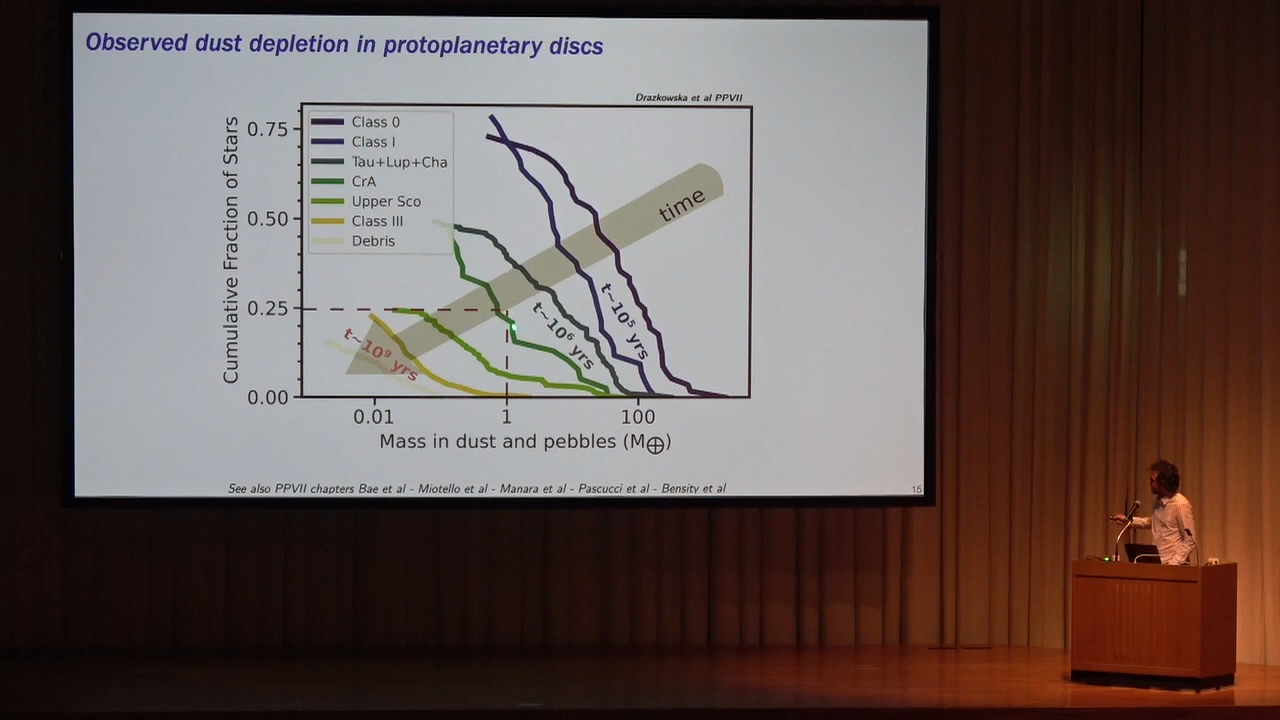 Observed dust depletion in protoplanetary discs
Drazkowska et al PPVII
Cumulative Fraction of Stars
0.75
0.50
0.25
0.00
Class 0
Class I
Tau+Lup+Cha
CrA
Upper Sco
Class III
Debris
time
t~10⁵ yrs
t~10⁶ yrs
t~10⁹ yrs
0.01
1
100
Mass in dust and pebbles (M⊕)
See also PPVII chapters Bae et al - Miotello et al - Manara et al - Pascucci et al - Bensity et al
15